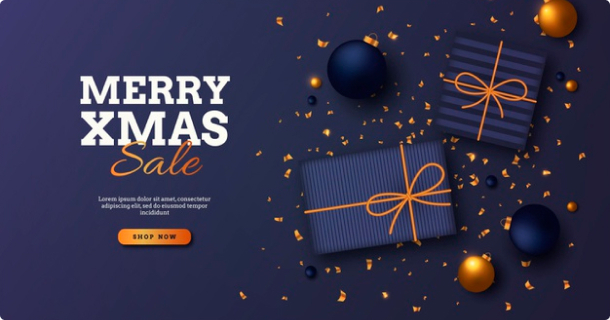 MERRY
XMAS
Sale
Lorem ipsum dolor sit amet, consectetur
adipiscing elit, sed do eiusmod tempor
incididunt
SHOP NOW